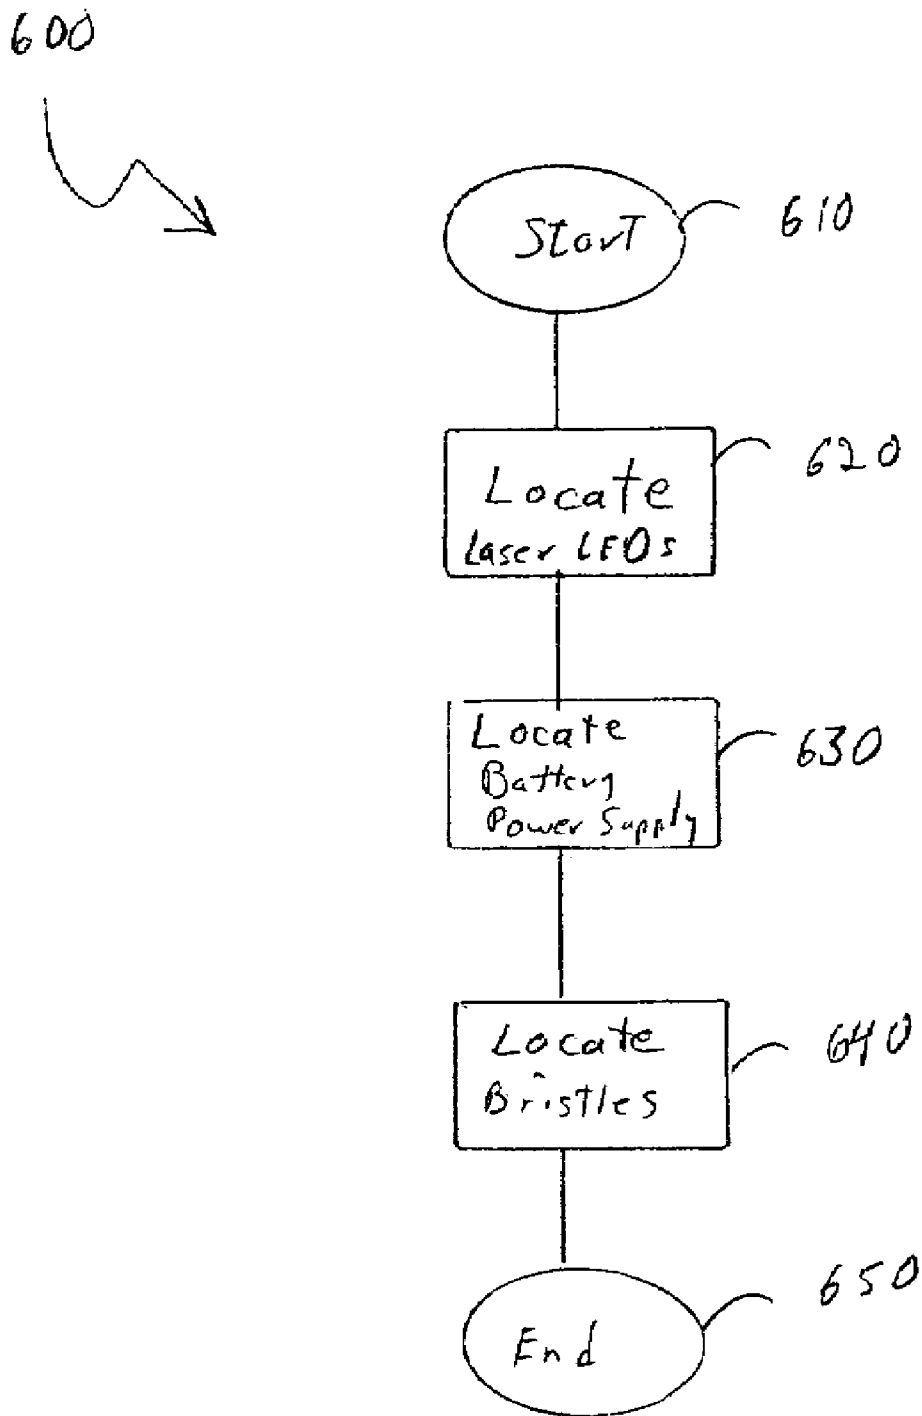 600
Start
610
Locate
Laser LEDs
620
Locate
Battery
Power Supply
630
Locate
Bristles
640
End
650